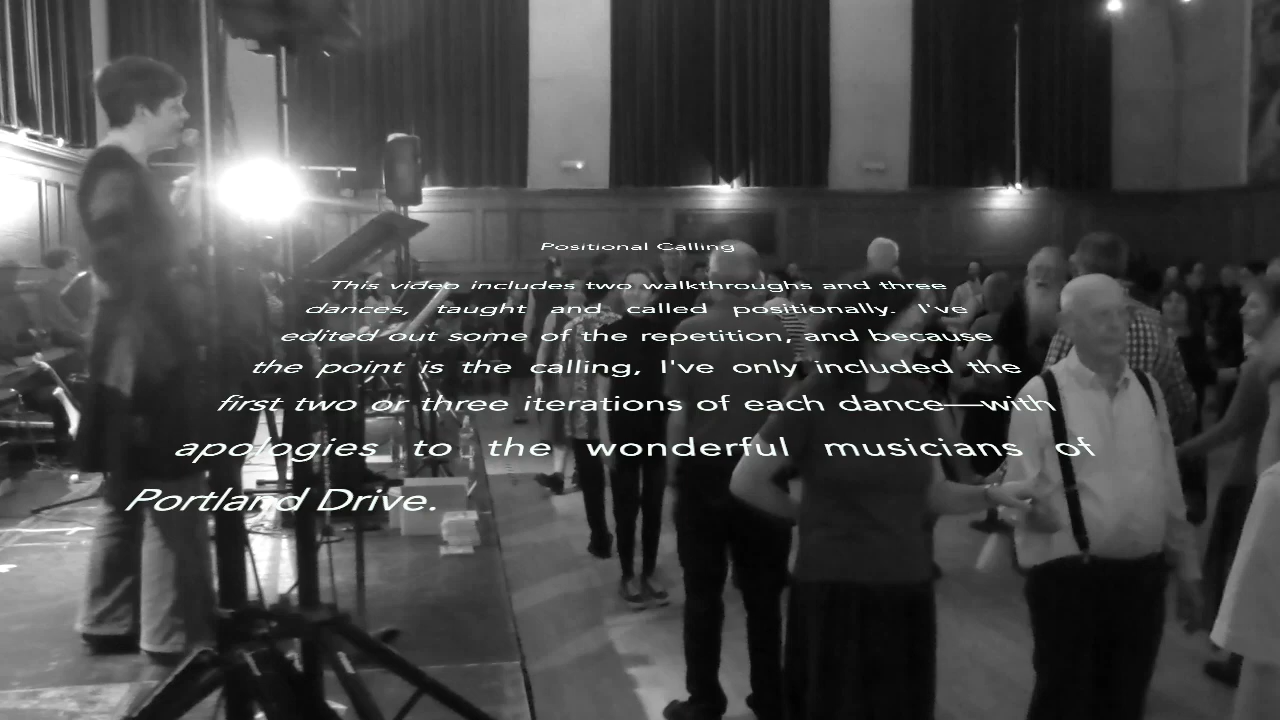 Positional Calling
This video includes two walkthroughs and three
dances, taught and called positionally. I've
edited out some of the repetition, and because
the point is the calling, I've only included the
first two or three iterations of each dance—with
apologies to the wonderful musicians of
Portland Drive.